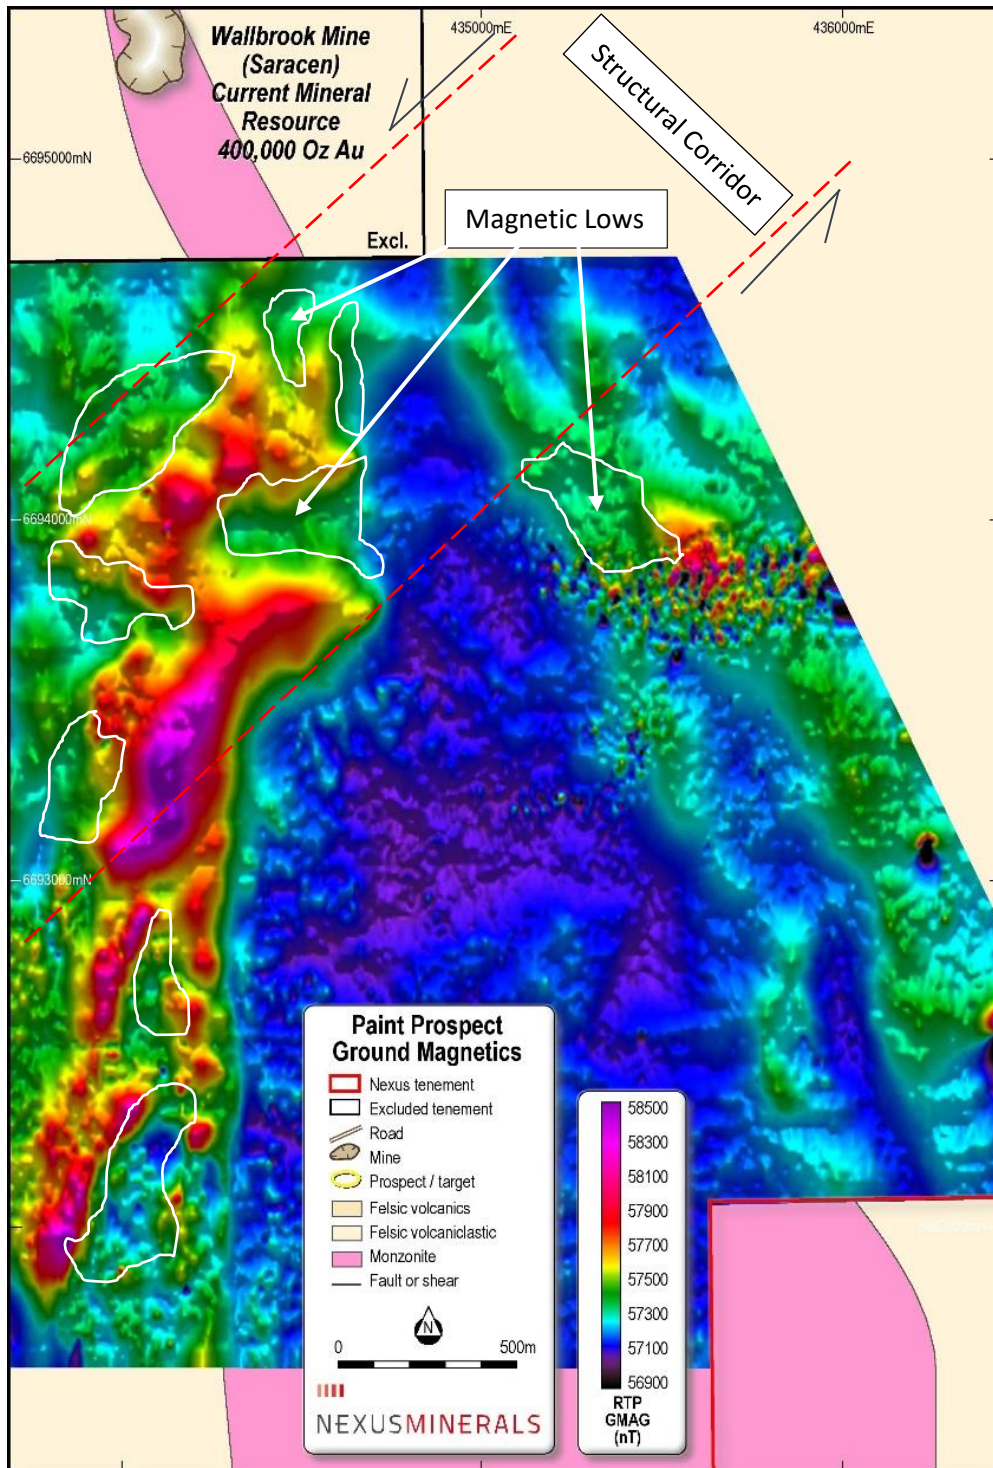 435000mE
436000mE
Wallbrook Mine
(Saracen)
Current Mineral
Resource
400,000 Oz Au
Structural Corridor
6695000mN
Magnetic Lows
Excl.
6694000mN
6693000mN
Paint Prospect
Ground Magnetics
Nexus tenement
Excluded tenement
Road
Mine
Prospect / target
Felsic volcanics
Felsic volcaniclastic
Monzonite
Fault or shear
N
0 500m
NEXUSMINERALS
58500
58300
58100
57900
57700
57500
57300
57100
56900
RTP
GMAG
(nT)